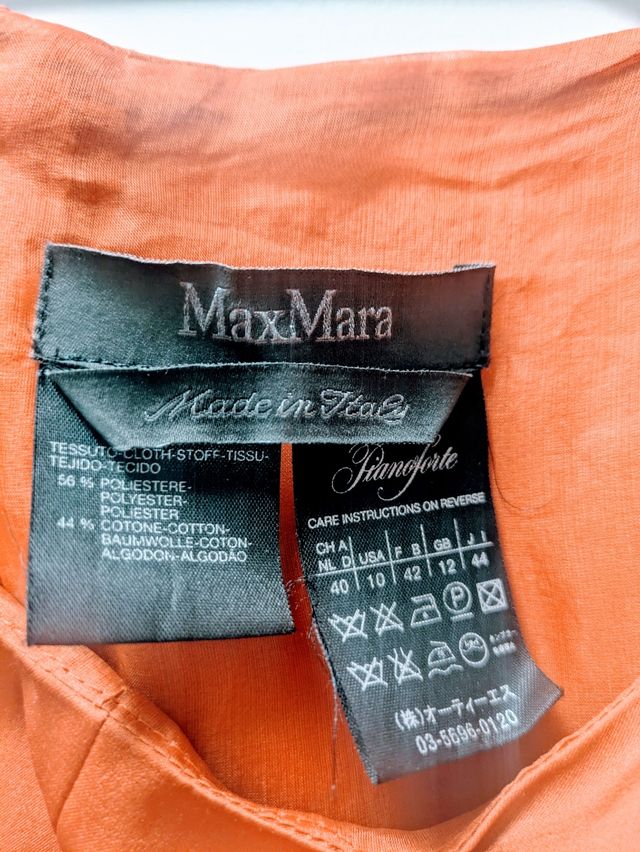 MaxMara
Made in Italy
TESSUTO-CLOTH-STOFF-TISSU-
TEJIDO-TECIDO
56 % POLIESTERE-
POLYESTER-
POLIESTER
44 % COTONE-COTTON-
BAUMWOLLE-COTON-
ALGODON-ALGODÃO
Pianoforte
CARE INSTRUCTIONS ON REVERSE
CH A USA F B GB J I
NL D
40 10 42 12 44
P
(株)オーティーエス
03-5696-0120